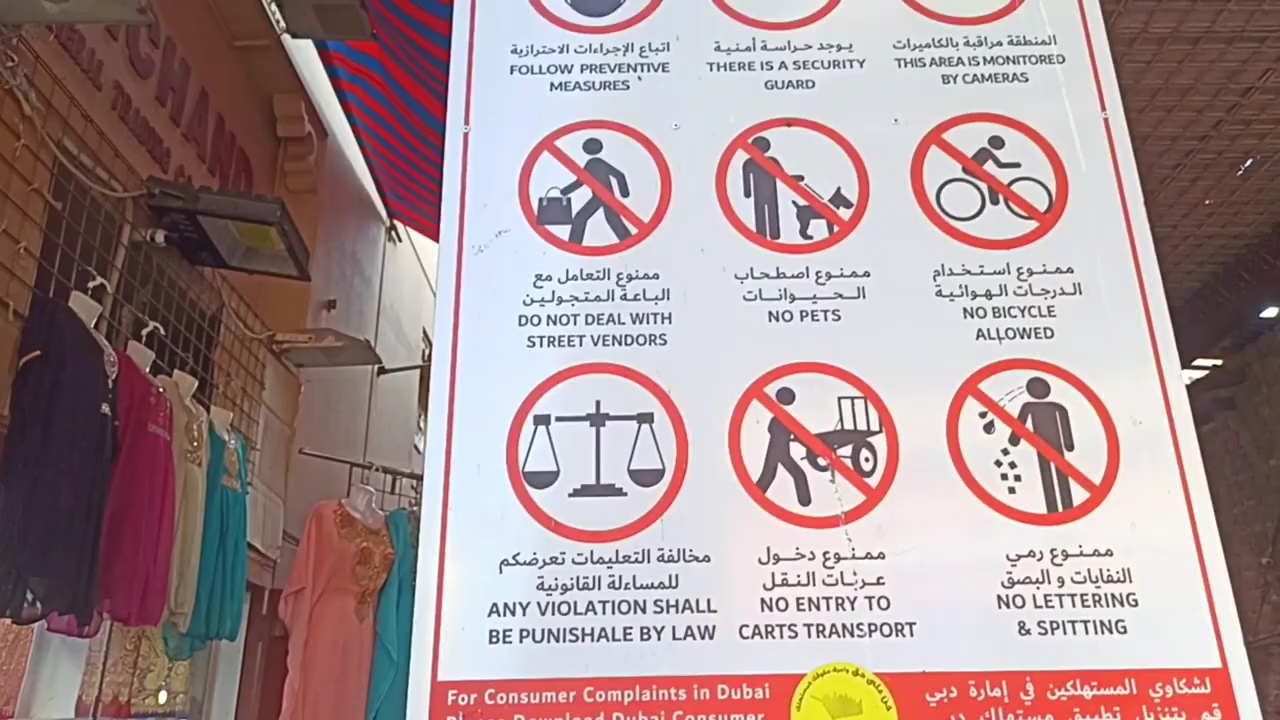 CHAND
اتباع الإجراءات الاحترازية
FOLLOW PREVENTIVE
MEASURES
يوجد حراسة أمنية
THERE IS A SECURITY
GUARD
المنطقة مراقبة بالكاميرات
THIS AREA IS MONITORED
BY CAMERAS
ممنوع التعامل مع
الباعة المتجولين
DO NOT DEAL WITH
STREET VENDORS
ممنوع اصطحاب
الحيوانات
NO PETS
ممنوع استخدام
الدرجات الهوائية
NO BICYCLE
ALLOWED
مخالفة التعليمات تعرضكم
للمساءلة القانونية
ANY VIOLATION SHALL
BE PUNISHALE BY LAW
ممنوع دخول
عربات النقل
NO ENTRY TO
CARTS TRANSPORT
ممنوع رمي
النفايات و البصق
NO LETTERING
& SPITTING
For Consumer Complaints in Dubai
Download Dubai Consumer
لشكاوي المستهلكين في إمارة دبي